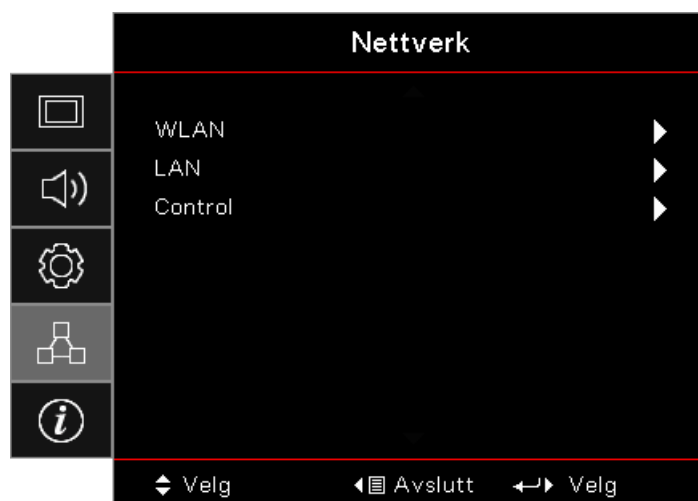 Nettverk
WLAN
LAN
Control
Velg Avslutt Velg